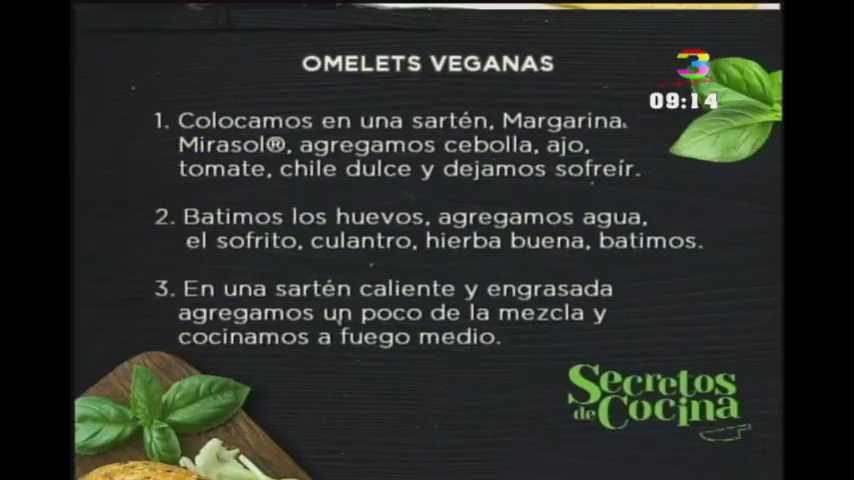 OMELETS VEGANAS
3
09:14
1. Colocamos en una sartén, Margarina
Mirasol®, agregamos cebolla, ajo,
tomate, chile dulce y dejamos sofreír.
2. Batimos los huevos, agregamos agua,
el sofrito, culantro, hierba buena, batimos.
3. En una sartén caliente y engrasada
agregamos un poco de la mezcla y
cocinamos a fuego medio.
Secretos
de Cocina